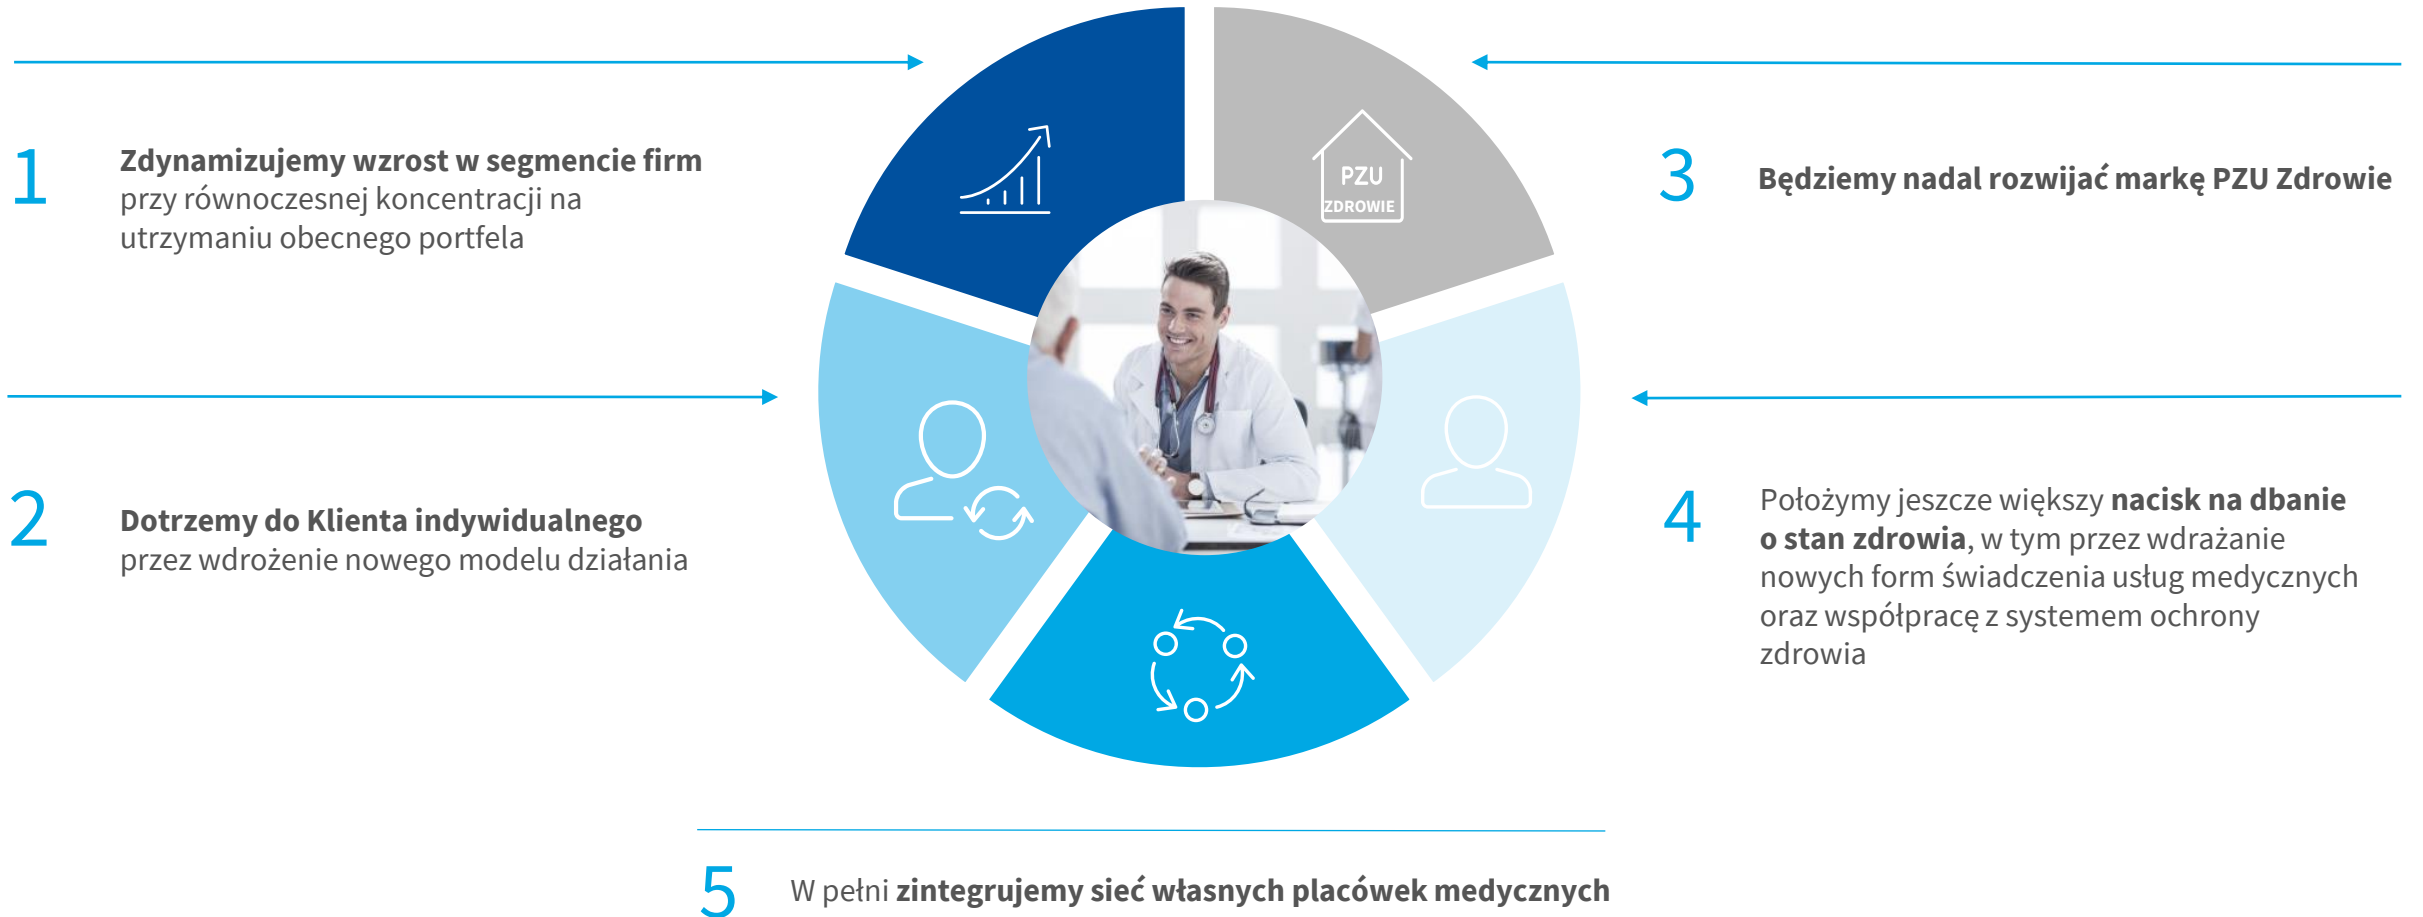 1
Zdynamizujemy wzrost w segmencie firm
przy równoczesnej koncentracji na
utrzymaniu obecnego portfela
2
Dotrzemy do Klienta indywidualnego
przez wdrożenie nowego modelu działania
PZU
ZDROWIE
3
Będziemy nadal rozwijać markę PZU Zdrowie
4
Położymy jeszcze większy nacisk na dbanie
o stan zdrowia, w tym przez wdrażanie
nowych form świadczenia usług medycznych
oraz współpracę z systemem ochrony
zdrowia
5
W pełni zintegrujemy sieć własnych placówek medycznych